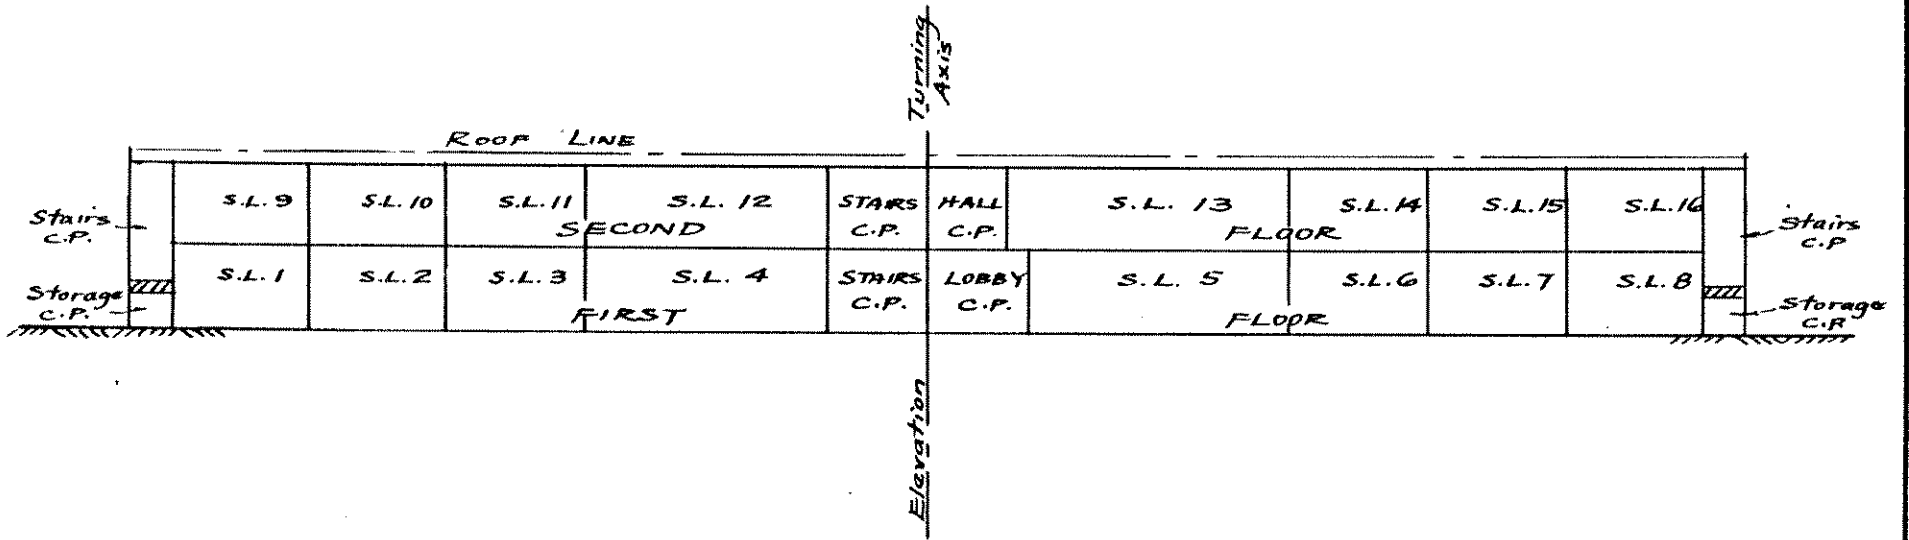 Turning
Axis
ROOF LINE
S.L. 9 S.L. 10 S.L. 11 S.L. 12 STAIRS HALL S.L. 13 S.L. 14 S.L. 15 S.L. 16
SECOND C.P. C.P. FLOOR
Stairs
C.P.
Stairs
C.P
S.L. 1 S.L. 2 S.L. 3 S.L. 4 STAIRS LOBBY S.L. 5 S.L. 6 S.L. 7 S.L. 8
FIRST C.P. C.P. FLOOR
Storage
C.P.
Storage
C.P.
Elevation